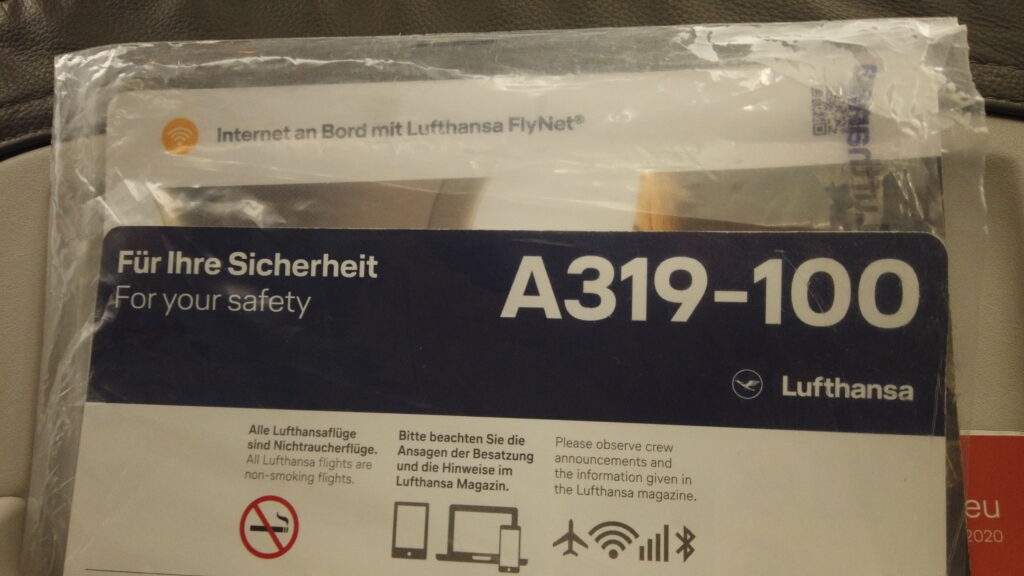 Internet an Bord mit Lufthansa FlyNet®
Für Ihre Sicherheit
For your safety
A319-100
Lufthansa
Alle Lufthansaflüge
sind Nichtraucherflüge.
All Lufthansa flights are
non-smoking flights.
Bitte beachten Sie die
Ansagen der Besatzung
und die Hinweise im
Lufthansa Magazin.
Please observe crew
announcements and
the information given in
the Lufthansa magazine.
eu
2020